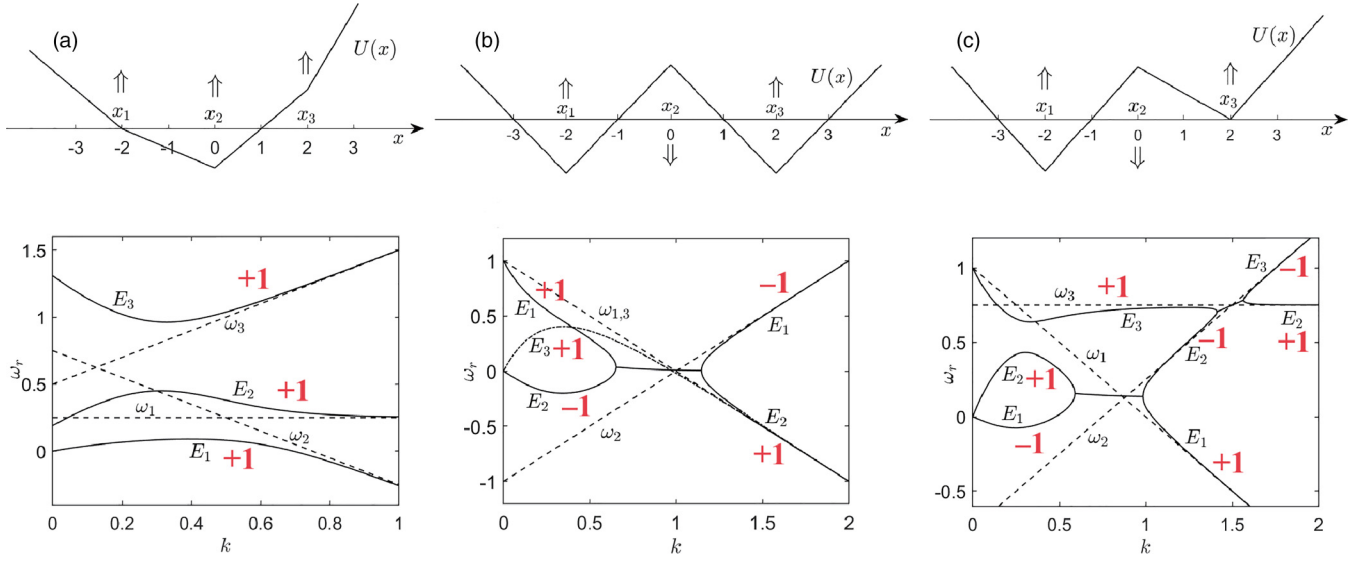 (a)
U(x)
⇑ ⇑ ⇑
x₁ x₂ x₃
-3 -2 -1 0 1 2 3 x
(b)
U(x)
⇑ ⇑
x₁ x₂ x₃
-3 -2 -1 0 1 2 3 x
⇓
(c)
U(x)
⇑ ⇑
x₁ x₂ x₃
-3 -2 -1 0 1 2 3 x
⇓
1.5
1
0.5
0
ωᵣ
+1
E₃
ω₃
+1
E₂
ω₁
ω₂
E₁
+1
0 0.2 0.4 0.6 0.8 1
k
1
0.5
0
-0.5
-1
ωᵣ
+1
-1
E₁
ω₁,₃
E₁
E₃ +1
E₂
-1
ω₂
E₂
+1
0 0.5 1 1.5 2
k
1
0.5
0
-0.5
ωᵣ
E₃
-1
+1
ω₃
E₃
E₂
ω₁
-1
E₂
+1
E₂ +1
E₁
-1
ω₂
E₁
+1
0 0.5 1 1.5 2
k